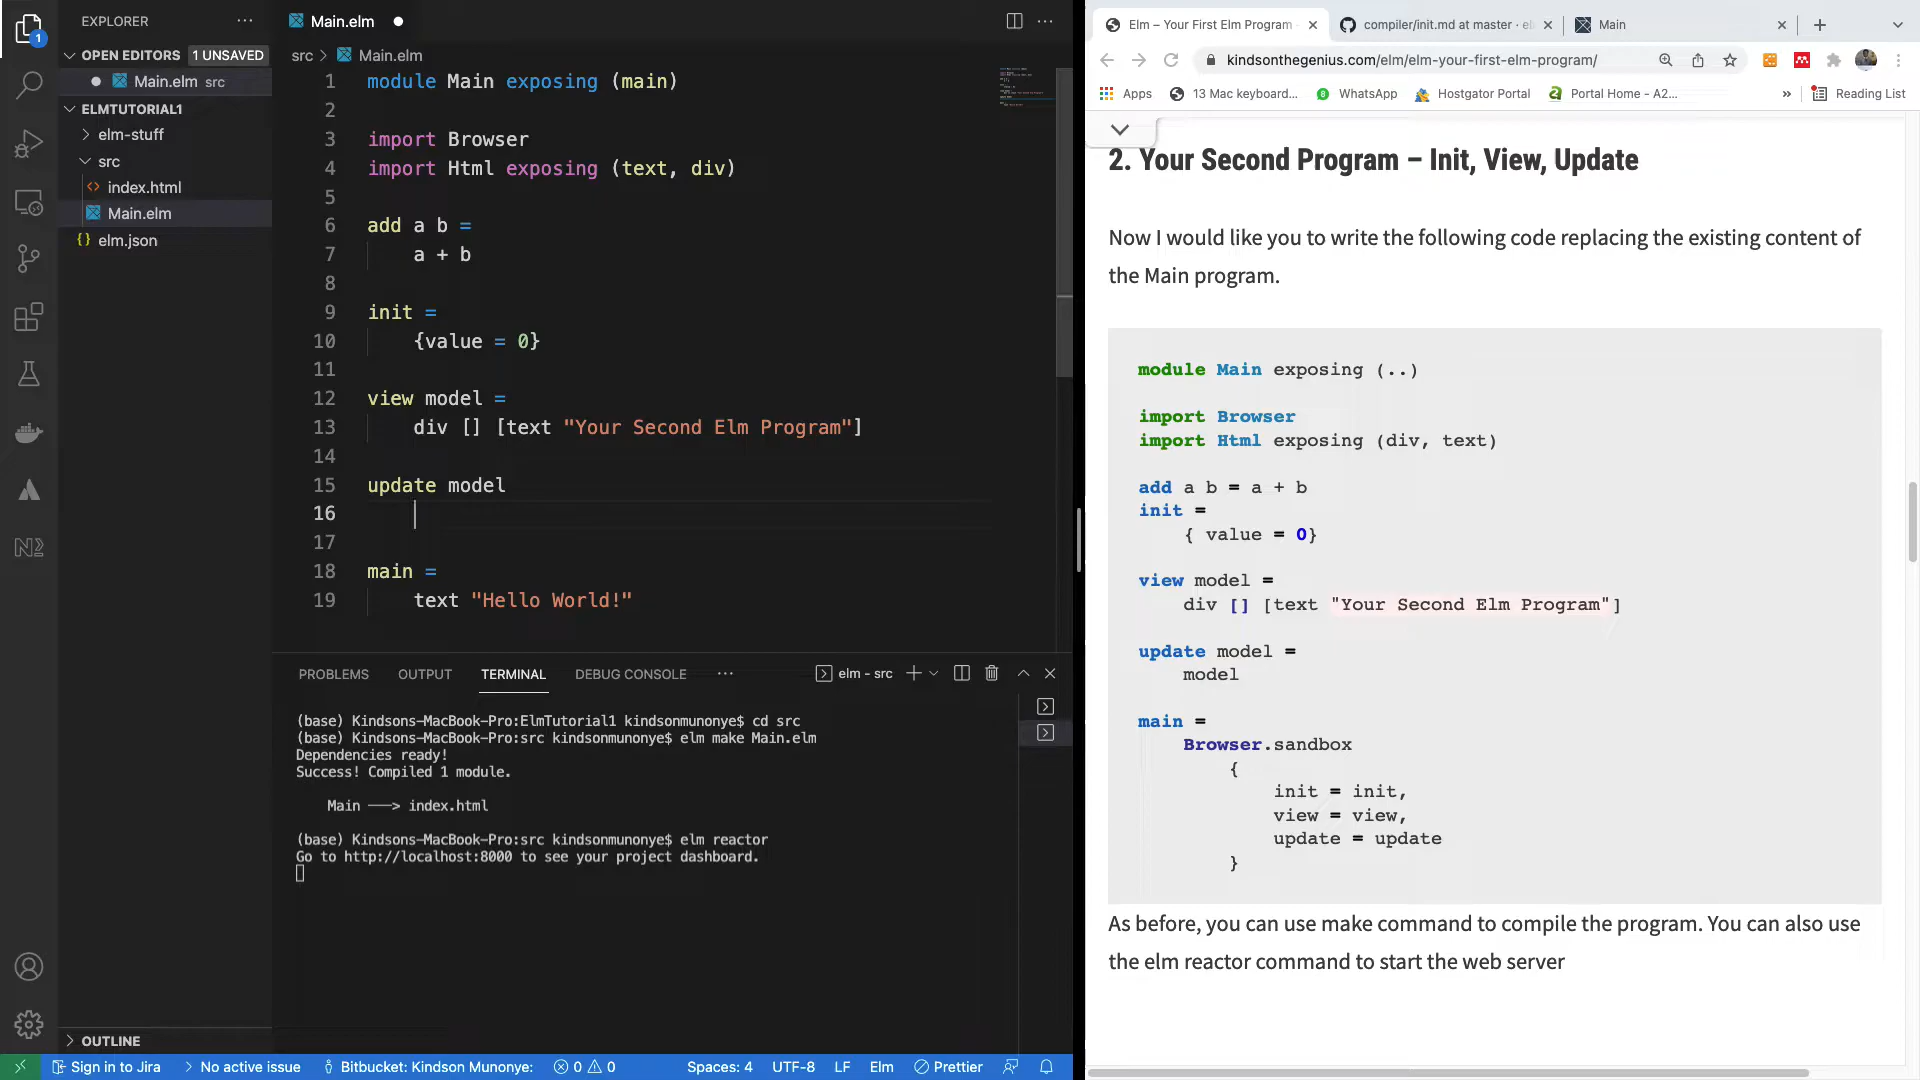 EXPLORER
OPEN EDITORS 1 UNSAVED
Main.elm src
ELMTUTORIAL1
elm-stuff
src
index.html
Main.elm
elm.json
OUTLINE
1
Main.elm
src > Main.elm
1 module Main exposing (main)
2
3 import Browser
4 import Html exposing (text, div)
5
6 add a b =
7 a + b
8
9 init =
10 {value = 0}
11
12 view model =
13 div [] [text "Your Second Elm Program"]
14
15 update model
16
17
18 main =
19 text "Hello World!"
PROBLEMS OUTPUT TERMINAL DEBUG CONSOLE ... elm - src
(base) Kindsons-MacBook-Pro:ElmTutorial1 kindsonmunonye$ cd src
(base) Kindsons-MacBook-Pro:src kindsonmunonye$ elm make Main.elm
Dependencies ready!
Success! Compiled 1 module.
Main ——> index.html
(base) Kindsons-MacBook-Pro:src kindsonmunonye$ elm reactor
Go to http://localhost:8000 to see your project dashboard.
Sign in to Jira No active issue Bitbucket: Kindson Munonye: 0 0 Spaces: 4 UTF-8 LF Elm Prettier
Elm – Your First Elm Program compiler/init.md at master · el Main
kindsonthegenius.com/elm/elm-your-first-elm-program/
Apps 13 Mac keyboard... WhatsApp Hostgator Portal Portal Home - A2... » Reading List
2. Your Second Program – Init, View, Update
Now I would like you to write the following code replacing the existing content of
the Main program.
module Main exposing (..)
import Browser
import Html exposing (div, text)
add a b = a + b
init =
{ value = 0}
view model =
div [] [text "Your Second Elm Program"]
update model =
model
main =
Browser.sandbox
{
init = init,
view = view,
update = update
}
As before, you can use make command to compile the program. You can also use
the elm reactor command to start the web server